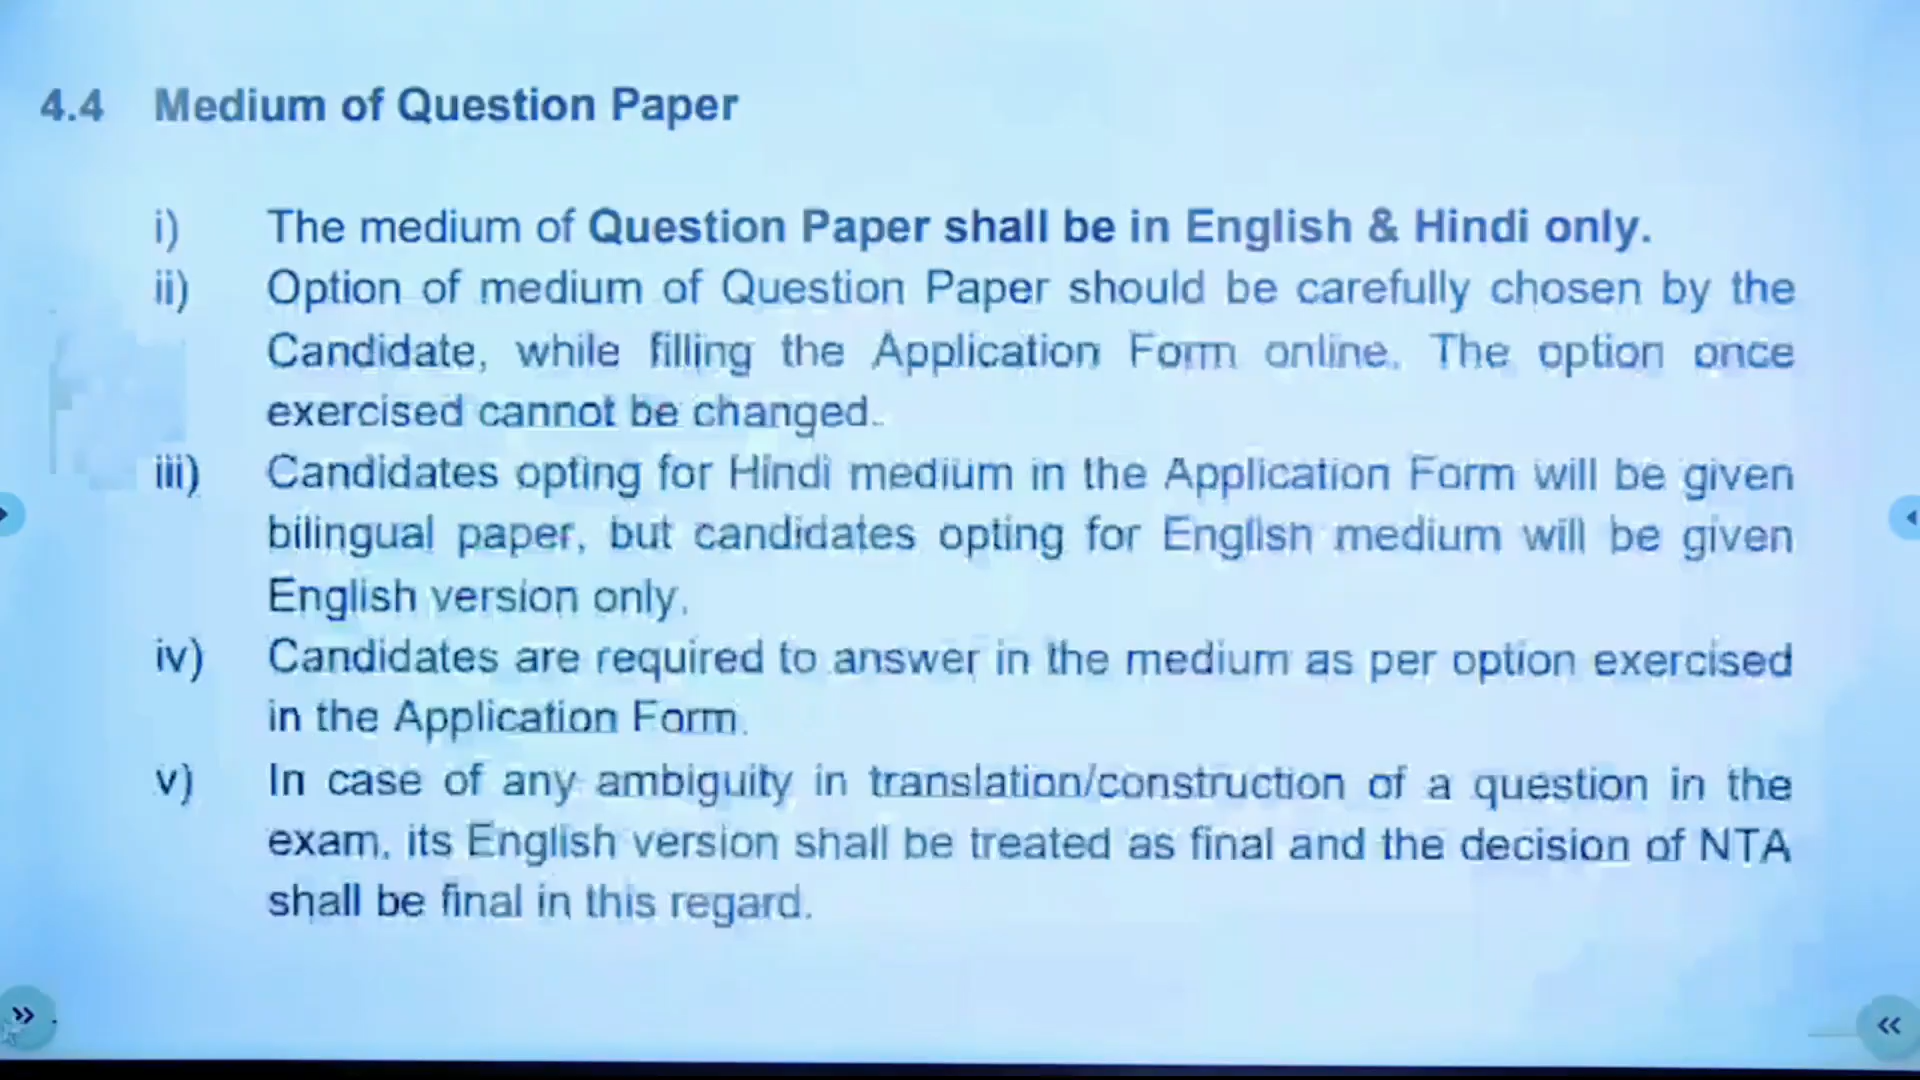 4.4 Medium of Question Paper
i) The medium of Question Paper shall be in English & Hindi only.
ii) Option of medium of Question Paper should be carefully chosen by the
Candidate, while filling the Application Form online. The option once
exercised cannot be changed.
iii) Candidates opting for Hindi medium in the Application Form will be given
bilingual paper, but candidates opting for English medium will be given
English version only.
iv) Candidates are required to answer in the medium as per option exercised
in the Application Form.
v) In case of any ambiguity in translation/construction of a question in the
exam, its English version shall be treated as final and the decision of NTA
shall be final in this regard.